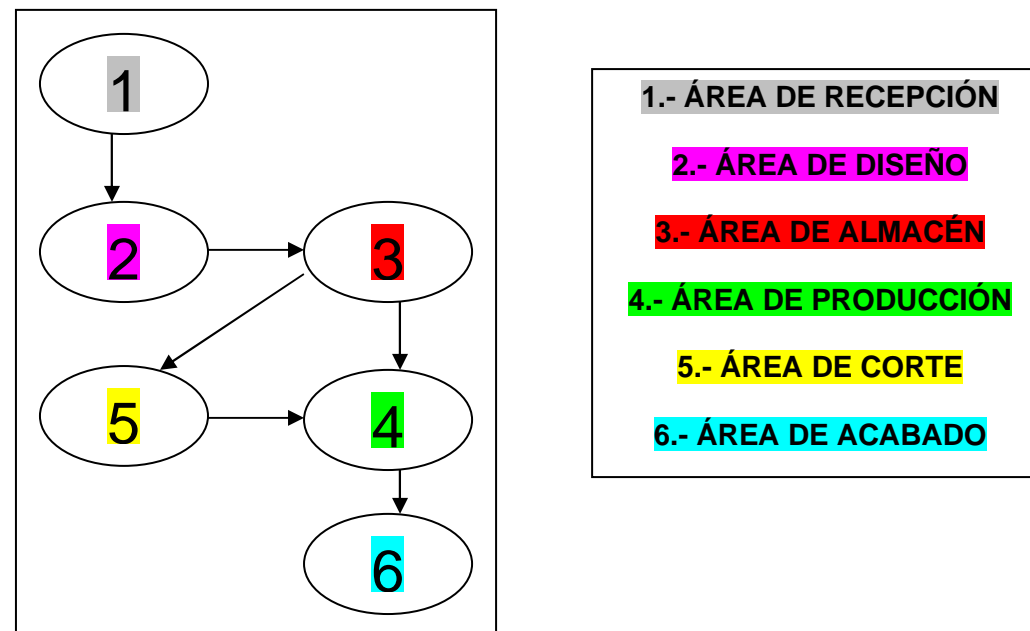 1
2
3
5
4
6
1.- ÁREA DE RECEPCIÓN
2.- ÁREA DE DISEÑO
3.- ÁREA DE ALMACÉN
4.- ÁREA DE PRODUCCIÓN
5.- ÁREA DE CORTE
6.- ÁREA DE ACABADO